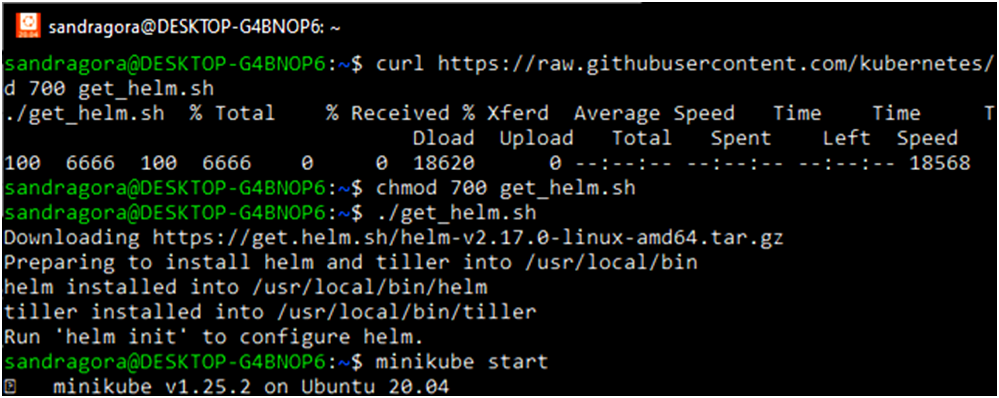 20.04
sandragora@DESKTOP-G4BNOP6: ~
sandragora@DESKTOP-G4BNOP6:~$ curl https://raw.githubusercontent.com/kubernetes/
d 700 get_helm.sh
./get_helm.sh  % Total    % Received % Xferd  Average Speed   Time    Time     T
                                 Dload  Upload   Total   Spent    Left  Speed
100  6666  100  6666    0     0  18620      0 --:--:-- --:--:-- --:--:-- 18568
sandragora@DESKTOP-G4BNOP6:~$ chmod 700 get_helm.sh
sandragora@DESKTOP-G4BNOP6:~$ ./get_helm.sh
Downloading https://get.helm.sh/helm-v2.17.0-linux-amd64.tar.gz
Preparing to install helm and tiller into /usr/local/bin
helm installed into /usr/local/bin/helm
tiller installed into /usr/local/bin/tiller
Run 'helm init' to configure helm.
sandragora@DESKTOP-G4BNOP6:~$ minikube start
minikube v1.25.2 on Ubuntu 20.04